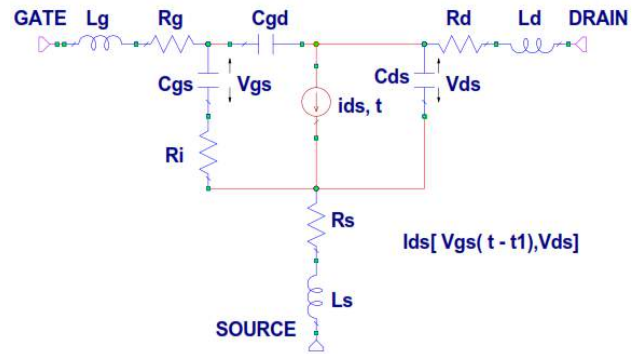 GATE Lg Rg Cgd Rd Ld DRAIN
Cgs Vgs ids, t Cds Vds
Ri
Rs
Ids[ Vgs( t - t1),Vds]
Ls
SOURCE